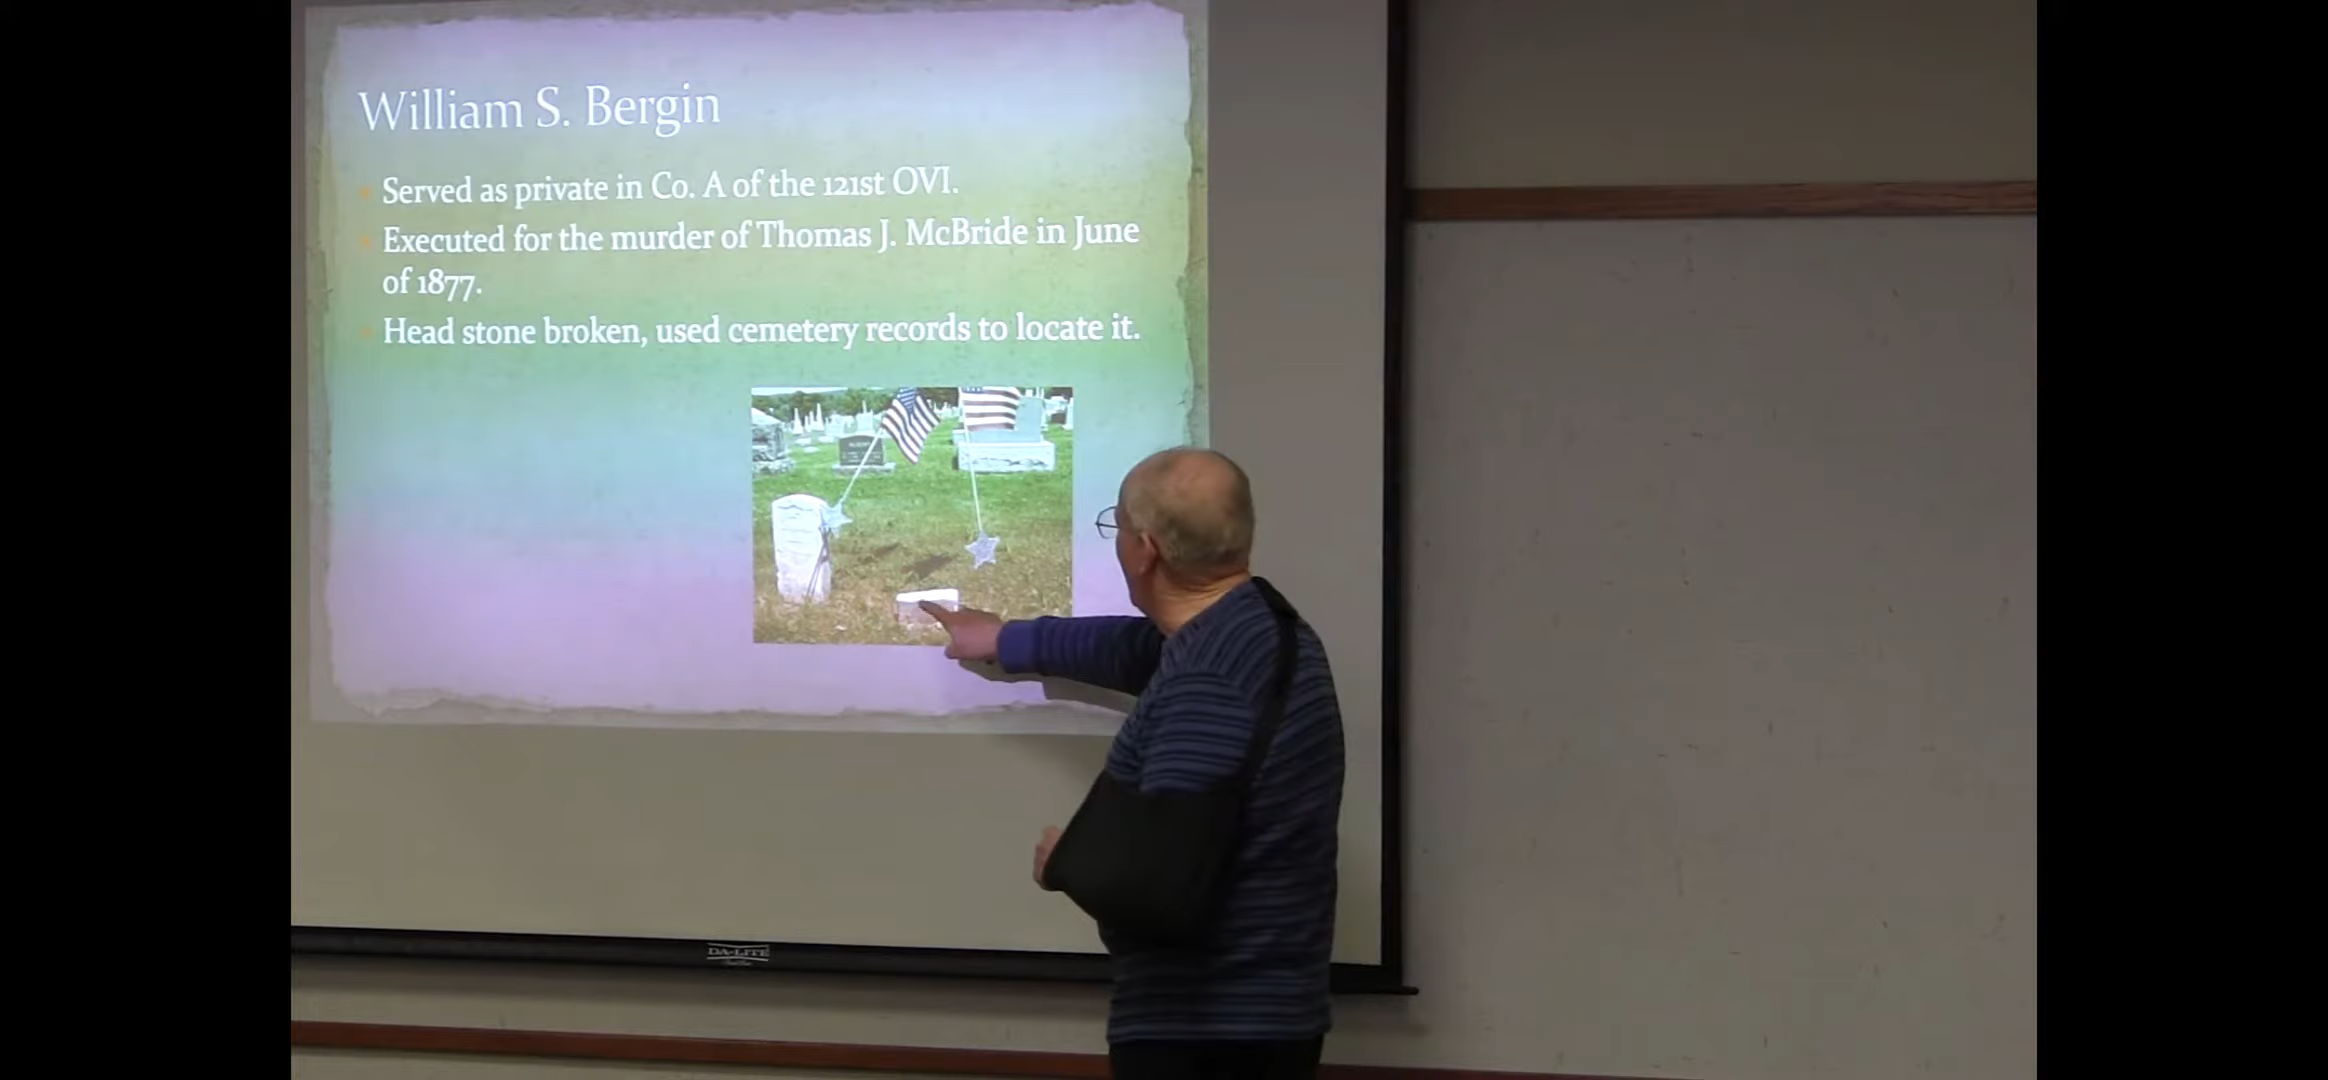 William S. Bergin
Served as private in Co. A of the 121st OVI.
Executed for the murder of Thomas J. McBride in June
of 1877.
Head stone broken, used cemetery records to locate it.
DA-LITE